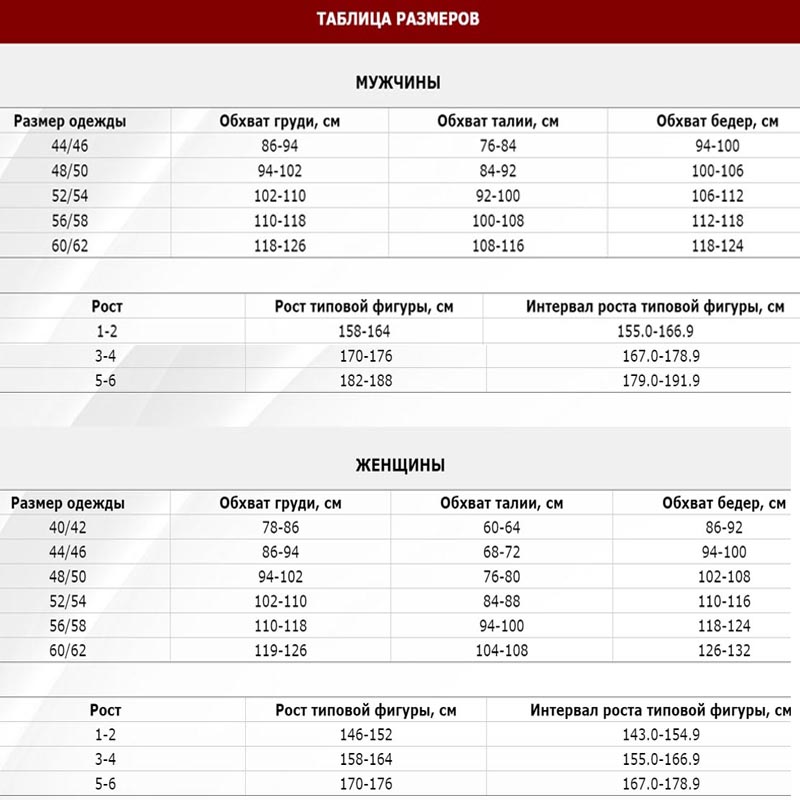 ТАБЛИЦА РАЗМЕРОВ
МУЖЧИНЫ
Размер одежды Обхват груди, см Обхват талии, см Обхват бедер, см
44/46 86-94 76-84 94-100
48/50 94-102 84-92 100-106
52/54 102-110 92-100 106-112
56/58 110-118 100-108 112-118
60/62 118-126 108-116 118-124
Рост Рост типовой фигуры, см Интервал роста типовой фигуры, см
1-2 158-164 155.0-166.9
3-4 170-176 167.0-178.9
5-6 182-188 179.0-191.9
ЖЕНЩИНЫ
Размер одежды Обхват груди, см Обхват талии, см Обхват бедер, см
40/42 78-86 60-64 86-92
44/46 86-94 68-72 94-100
48/50 94-102 76-80 102-108
52/54 102-110 84-88 110-116
56/58 110-118 94-100 118-124
60/62 119-126 104-108 126-132
Рост Рост типовой фигуры, см Интервал роста типовой фигуры, см
1-2 146-152 143.0-154.9
3-4 158-164 155.0-166.9
5-6 170-176 167.0-178.9